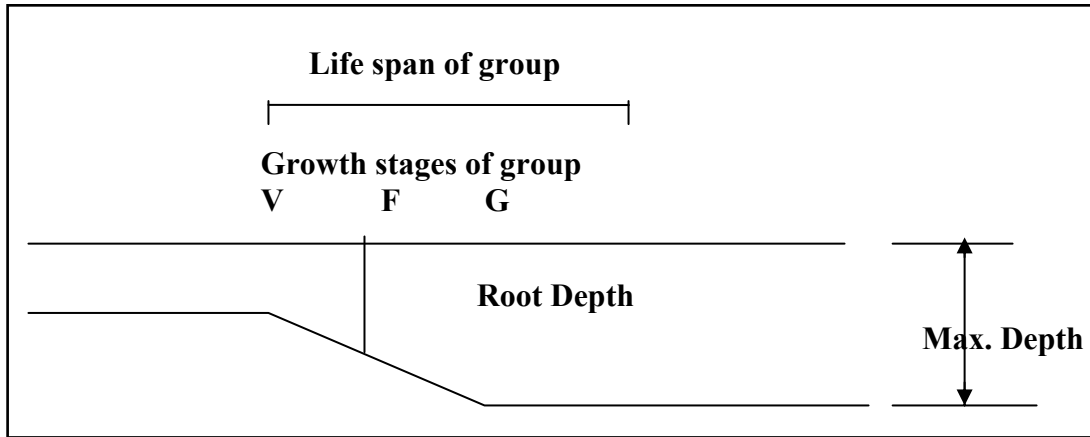 Life span of group
Growth stages of group
V F G
Root Depth
Max. Depth